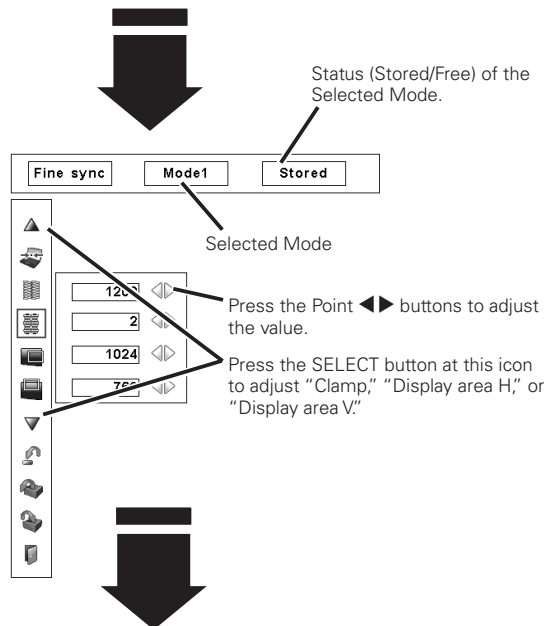 Status (Stored/Free) of the
Selected Mode.
Fine sync
Mode1
Stored
Selected Mode
2
1024
Press the Point ◀▶ buttons to adjust
the value.
Press the SELECT button at this icon
to adjust “Clamp,” “Display area H,” or
“Display area V.”